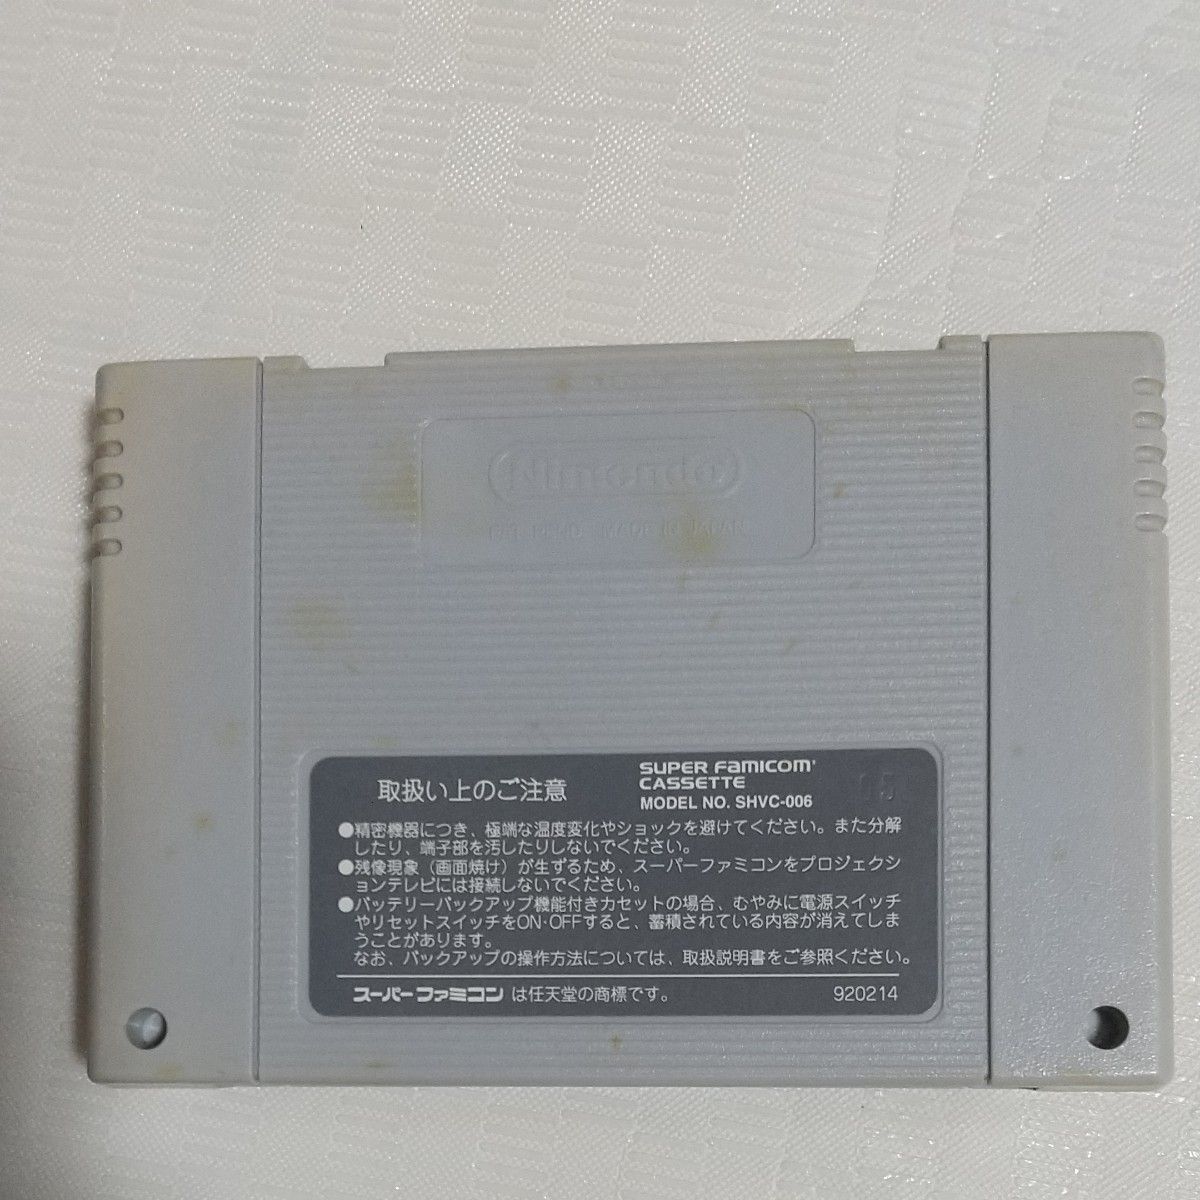 Nintendo
MADE IN JAPAN
取扱い上のご注意
SUPER FAMICOM
CASSETTE
MODEL NO. SHVC-006
15
●精密機器につき、極端な温度変化やショックを避けてください。また分解
したり、端子部を汚したりしないでください。
●残像現象（画面焼け）が生ずるため、スーパーファミコンをプロジェクシ
ョンテレビには接続しないでください。
●バッテリーバックアップ機能付きカセットの場合、むやみに電源スイッチ
やリセットスイッチをON·OFFすると、蓄積されている内容が消えてしま
うことがあります。
なお、バックアップの操作方法については、取扱説明書をご参照ください。
スーパーファミコン は任天堂の商標です。
920214